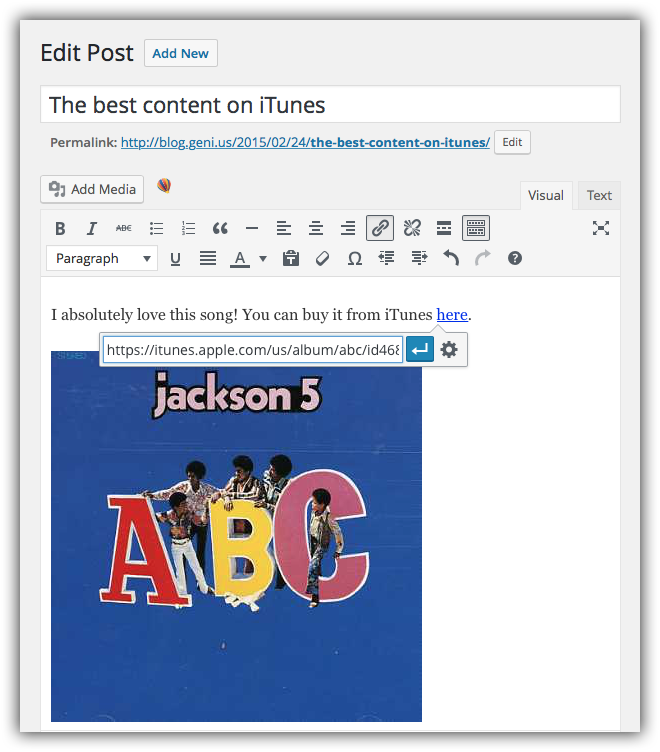 Edit Post Add New
The best content on iTunes
Permalink: http://blog.geni.us/2015/02/24/the-best-content-on-itunes/ Edit
Add Media Visual Text
B I ABC
Paragraph U A Ω ?
I absolutely love this song! You can buy it from iTunes here.
https://itunes.apple.com/us/album/abc/id468
STEREO
jackson 5
ABC